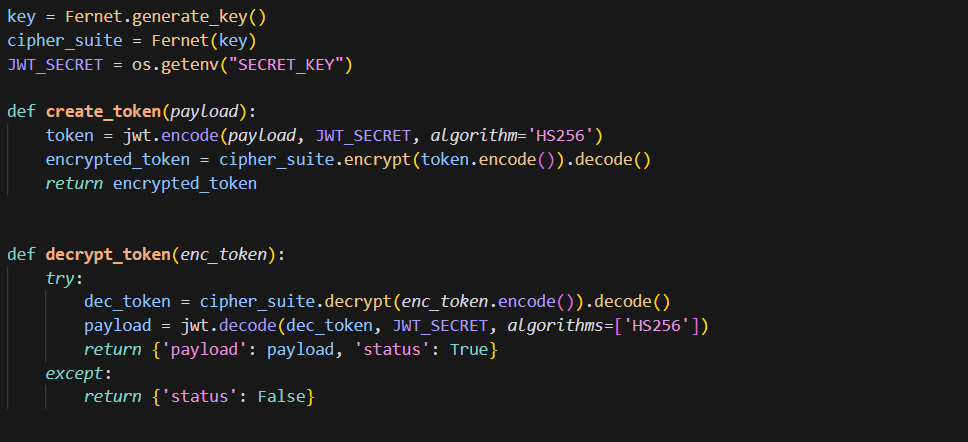 key = Fernet.generate_key()
cipher_suite = Fernet(key)
JWT_SECRET = os.getenv("SECRET_KEY")
def create_token(payload):
    token = jwt.encode(payload, JWT_SECRET, algorithm='HS256')
    encrypted_token = cipher_suite.encrypt(token.encode()).decode()
    return encrypted_token
def decrypt_token(enc_token):
    try:
        dec_token = cipher_suite.decrypt(enc_token.encode()).decode()
        payload = jwt.decode(dec_token, JWT_SECRET, algorithms=['HS256'])
        return {'payload': payload, 'status': True}
    except:
        return {'status': False}